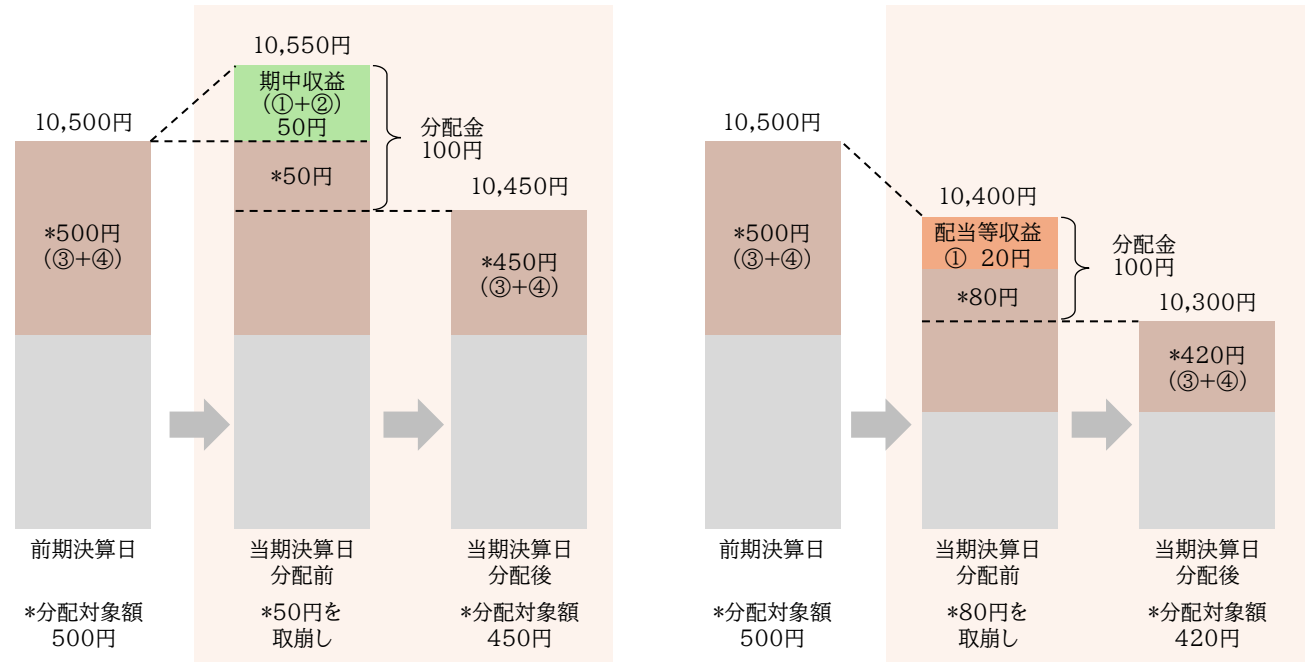 10,550円
期中収益
(①+②)
50円
10,500円
分配金
100円
*50円
10,450円
*500円
(③+④)
*450円
(③+④)
前期決算日
当期決算日
分配前
当期決算日
分配後
*分配対象額
500円
*50円を
取崩し
*分配対象額
450円
10,500円
10,400円
配当等収益
① 20円
分配金
100円
*500円
(③+④)
*80円
10,300円
*420円
(③+④)
前期決算日
当期決算日
分配前
当期決算日
分配後
*分配対象額
500円
*80円を
取崩し
*分配対象額
420円